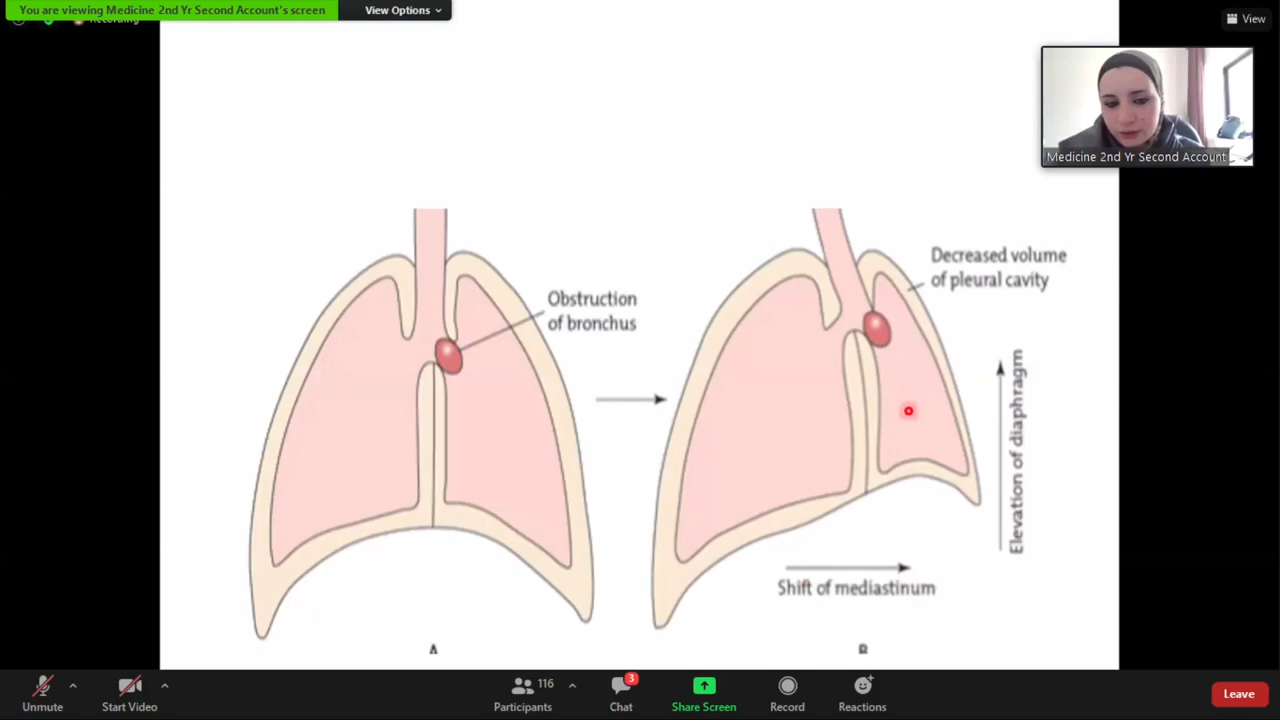 You are viewing Medicine 2nd Yr Second Account's screen
View Options
Recording
View
Medicine 2nd Yr Second Account
Obstruction
of bronchus
Decreased volume
of pleural cavity
Elevation of diaphragm
Shift of mediastinum
A
B
Unmute
Start Video
116
Participants
3
Chat
Share Screen
Record
Reactions
Leave